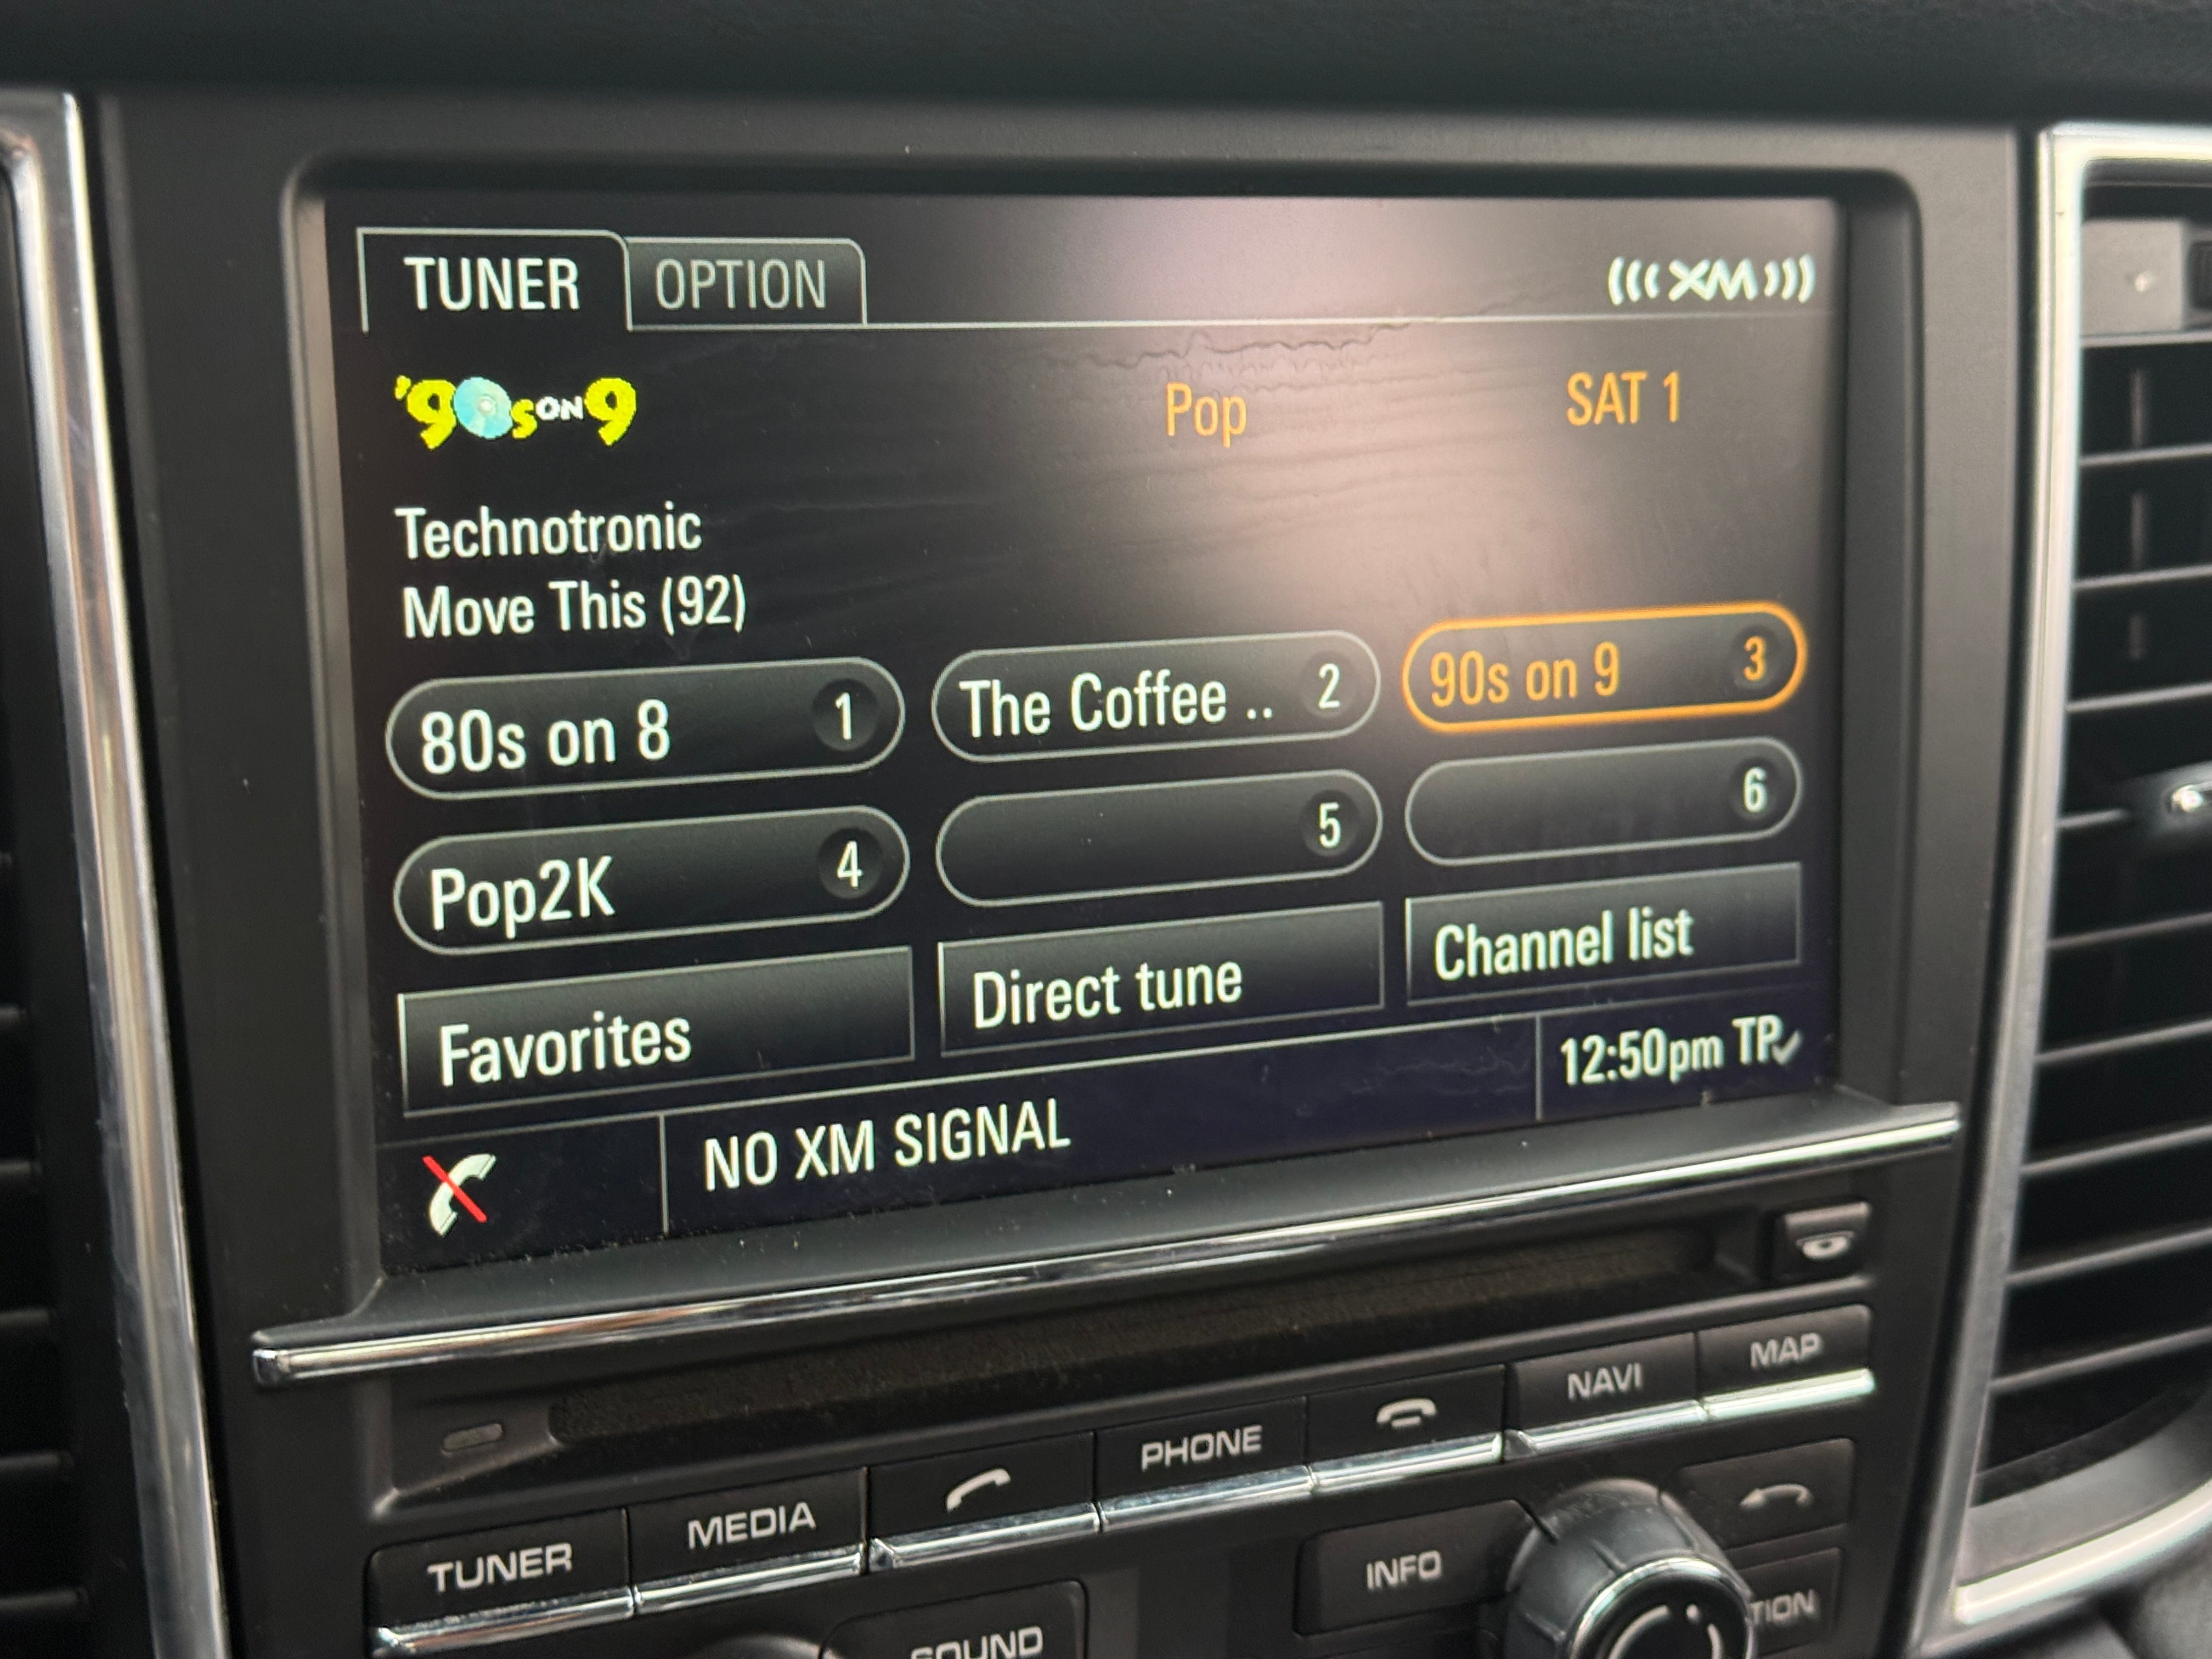 TUNER OPTION XM
'90s ON 9 Pop SAT 1
Technotronic
Move This (92)
80s on 8 1 The Coffee .. 2 90s on 9 3
Pop2K 4 5 6
Favorites Direct tune Channel list
NO XM SIGNAL 12:50pm TP
TUNER MEDIA PHONE NAVI MAP
SOUND INFO